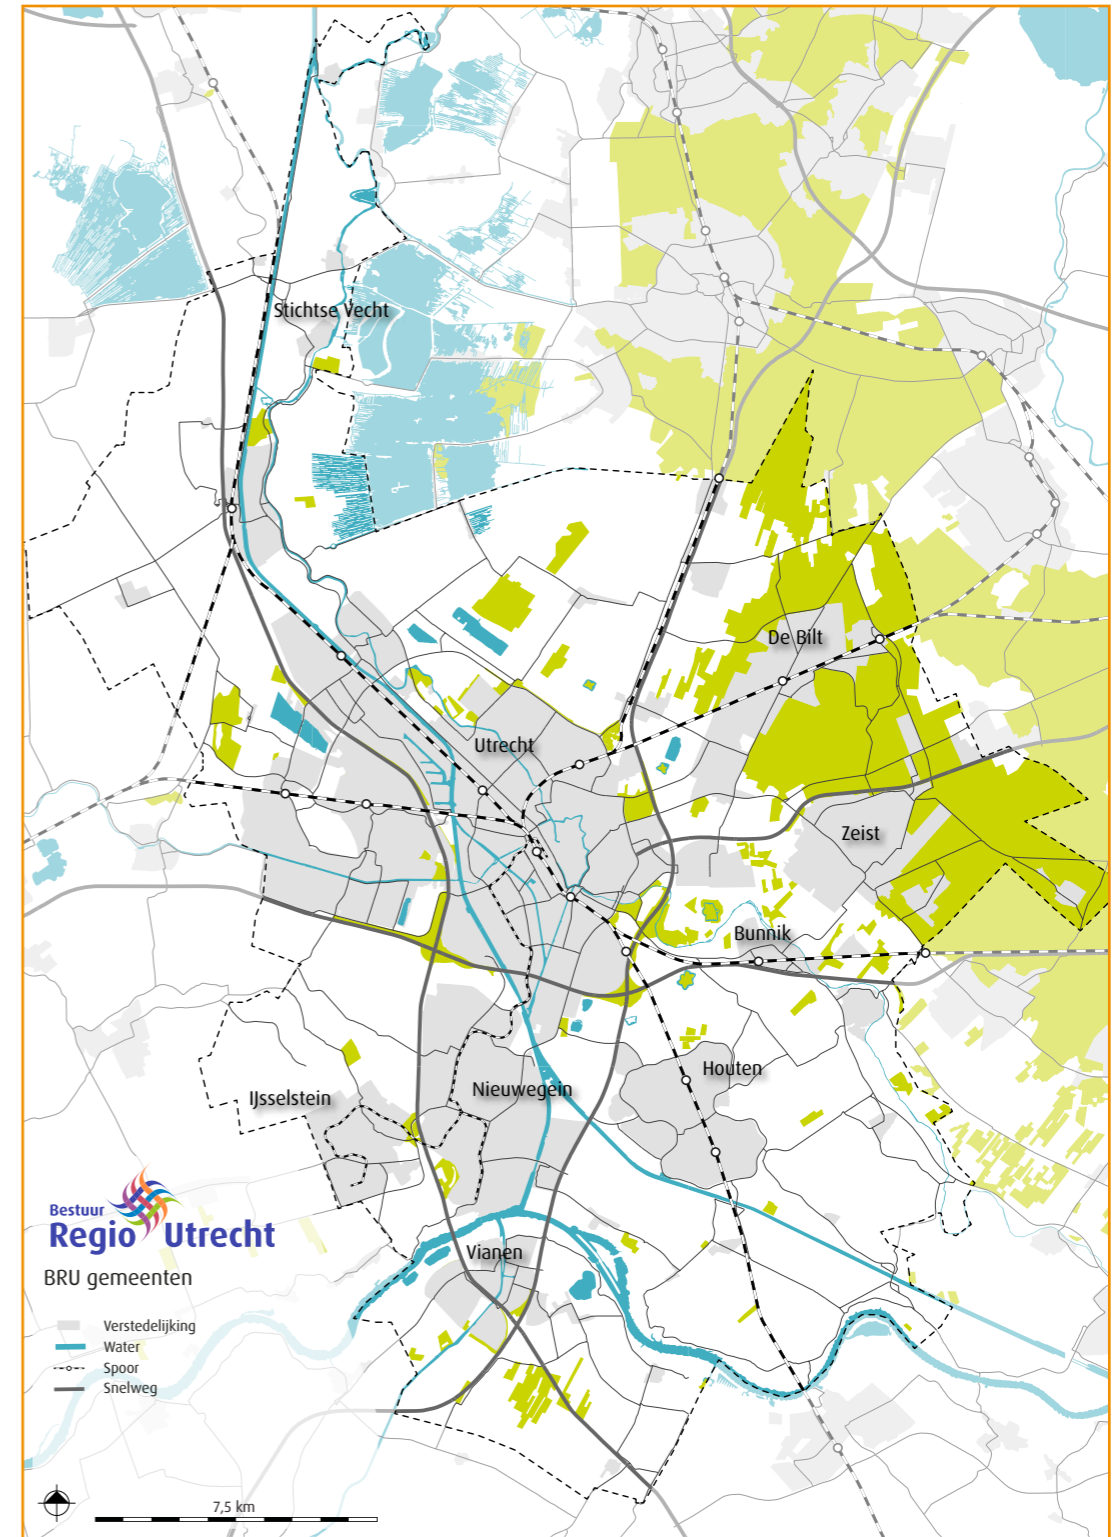 Stichtse Vecht
De Bilt
Utrecht
Zeist
Bunnik
Houten
Nieuwegein
IJsselstein
Vianen
Bestuur
Regio Utrecht
BRU gemeenten
Verstedelijking
Water
Spoor
Snelweg
7,5 km